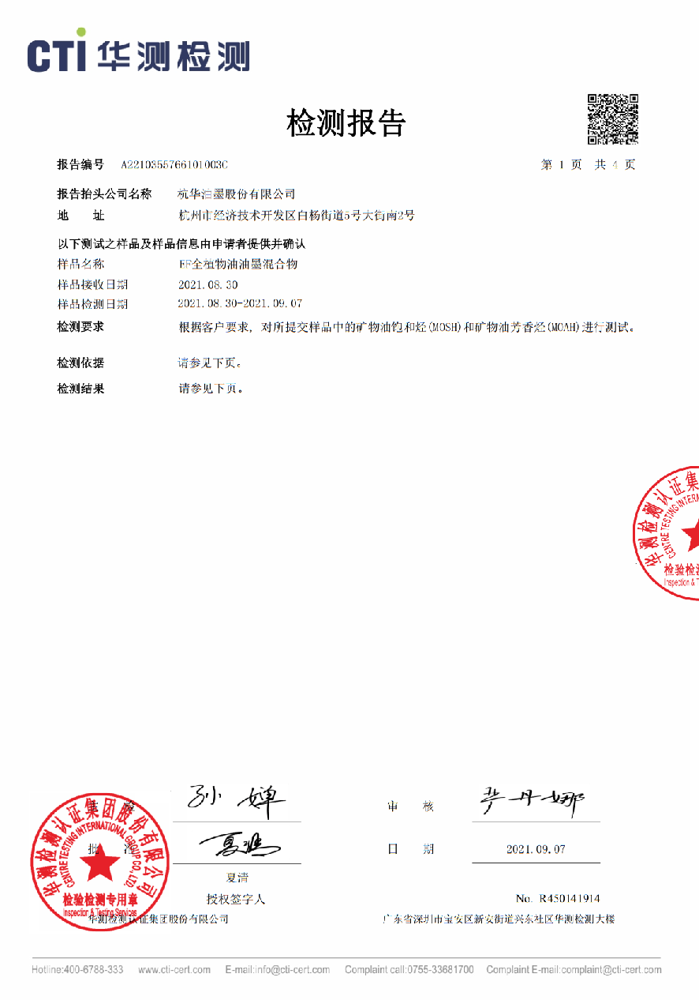 CTI 华测检测
检测报告
报告编号 A2210355766101003C 第 1 页 共 4 页
报告抬头公司名称 杭华油墨股份有限公司
地 址 杭州市经济技术开发区白杨街道5号大街南2号
以下测试之样品及样品信息由申请者提供并确认
样品名称 EF全植物油油墨混合物
样品接收日期 2021.08.30
样品检测日期 2021.08.30-2021.09.07
检测要求 根据客户要求，对所提交样品中的矿物油饱和烃(MOSH)和矿物油芳香烃(MOAH)进行测试。
检测依据 请参见下页。
检测结果 请参见下页。
华测检测认证集
CENTRE TESTING INTERN
检验检测
Inspection & T
主 检 孙婵 审 核 尹丹娜
批 准 夏清 日 期 2021.09.07
夏清
授权签字人 No. R450141914
华测检测认证集团股份有限公司 广东省深圳市宝安区新安街道兴东社区华测检测大楼
华测检测认证集团股份有限公司
CENTRE TESTING INTERNATIONAL GROUP CO., LTD.
检验检测专用章
Inspection & Testing Services
Hotline:400-6788-333 www.cti-cert.com E-mail:info@cti-cert.com Complaint call:0755-33681700 Complaint E-mail:complaint@cti-cert.com